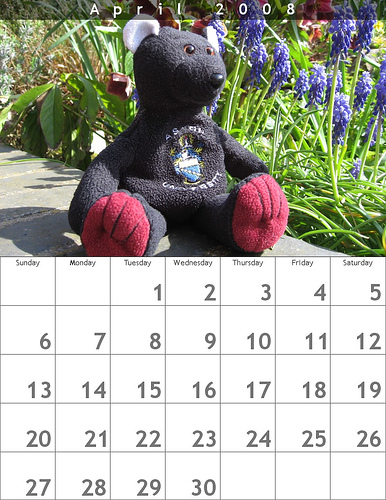 April 2008
UNIVERSITY
Sunday Monday Tuesday Wednesday Thursday Friday Saturday
1 2 3 4 5
6 7 8 9 10 11 12
13 14 15 16 17 18 19
20 21 22 23 24 25 26
27 28 29 30